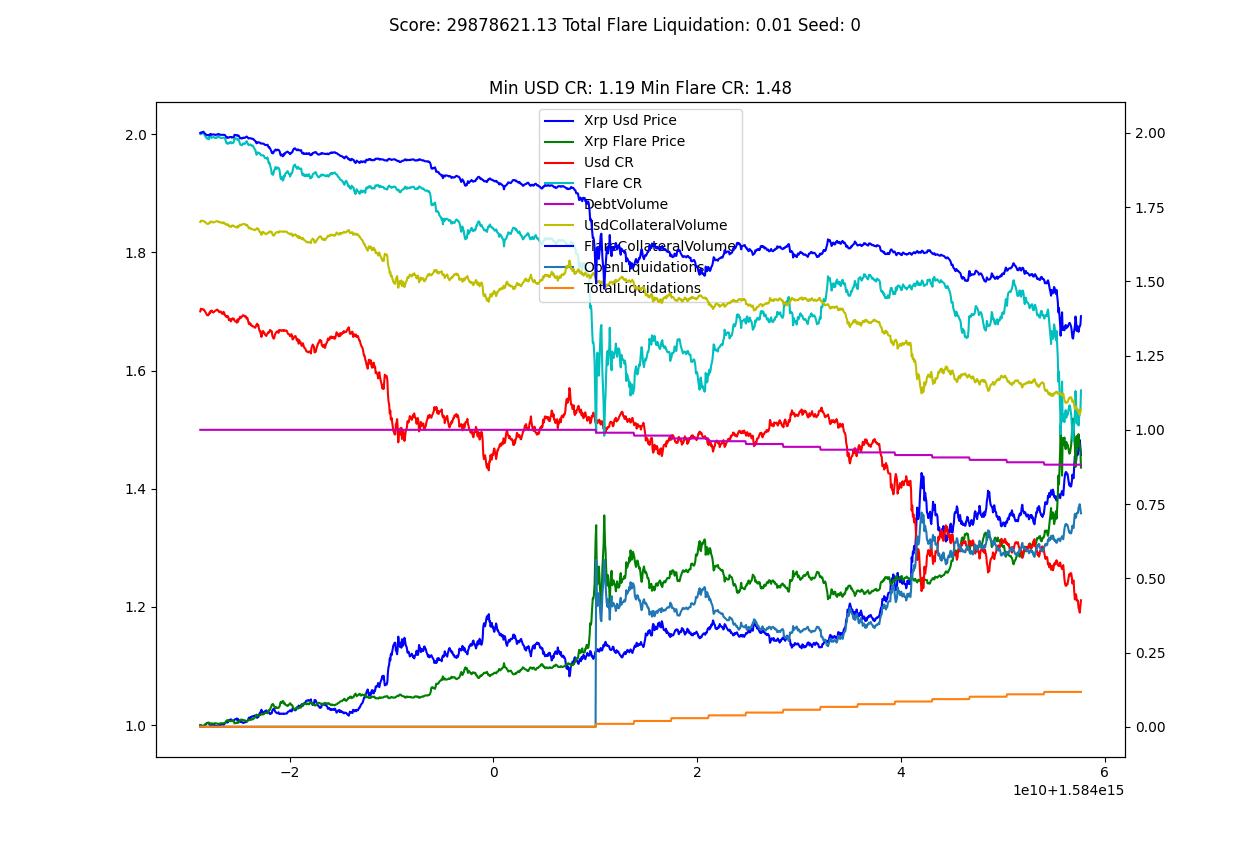 Score: 29878621.13 Total Flare Liquidation: 0.01 Seed: 0
Min USD CR: 1.19 Min Flare CR: 1.48
Xrp Usd Price
Xrp Flare Price
Usd CR
Flare CR
DebtVolume
UsdCollateralVolume
FlareCollateralVolume
OpenLiquidations
TotalLiquidations
2.0
1.8
1.6
1.4
1.2
1.0
2.00
1.75
1.50
1.25
1.00
0.75
0.50
0.25
0.00
−2
0
2
4
6
1e10+1.584e15